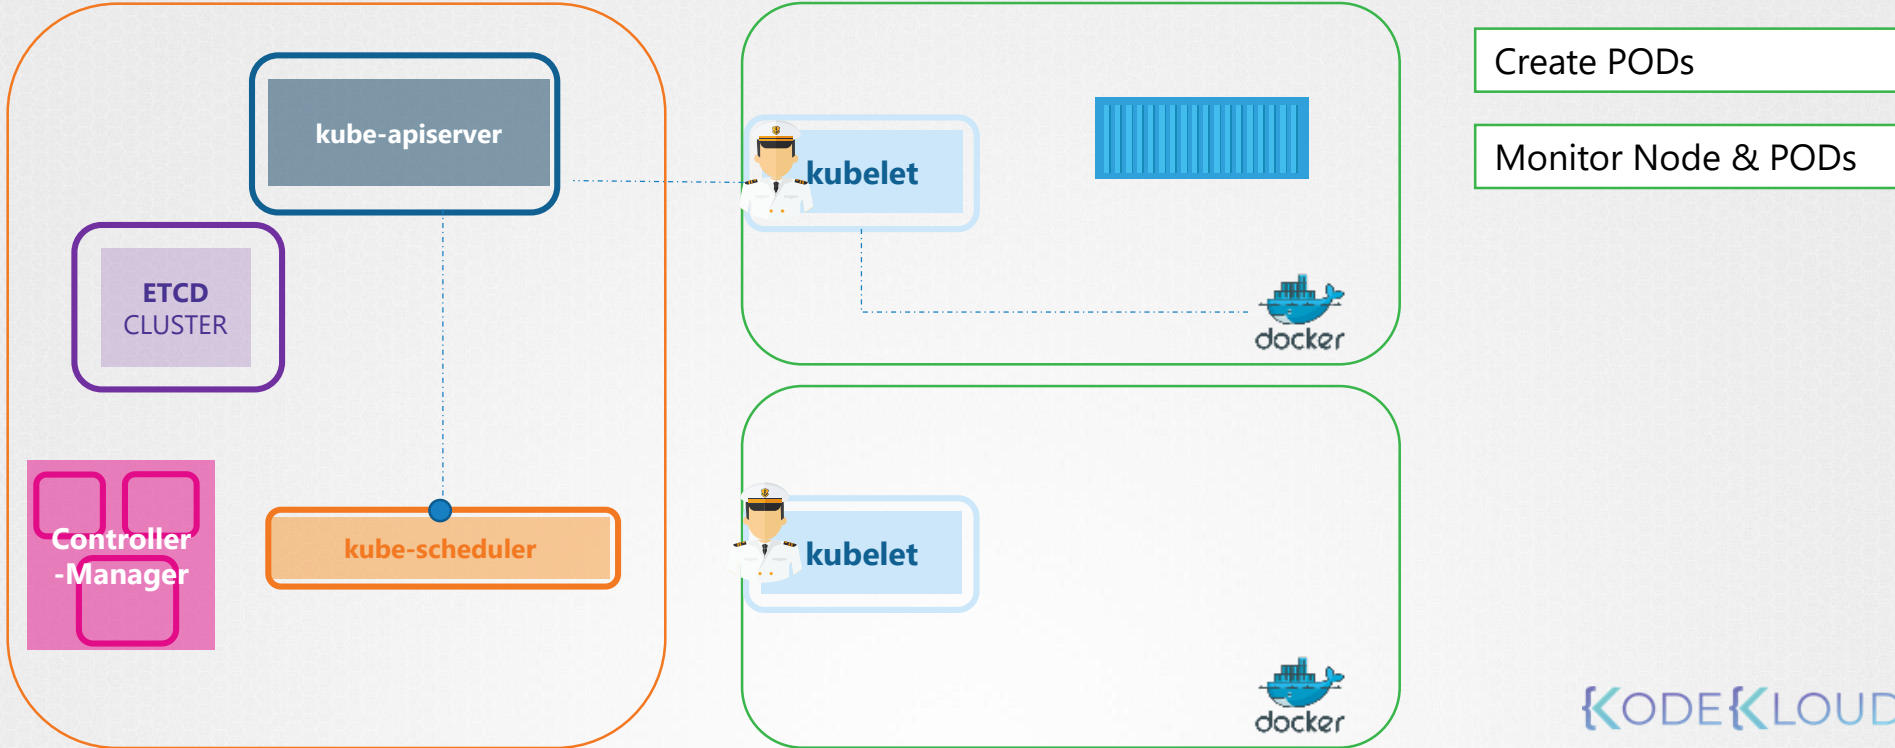 kube-apiserver
ETCD
CLUSTER
Controller
-Manager
kube-scheduler
kubelet
docker
kubelet
docker
Create PODs
Monitor Node & PODs
KODEKLOUD